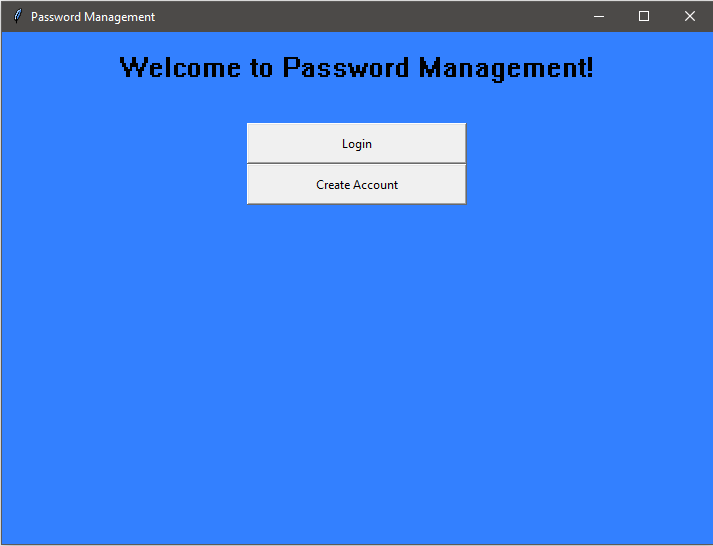 Password Management
Welcome to Password Management!
Login
Create Account